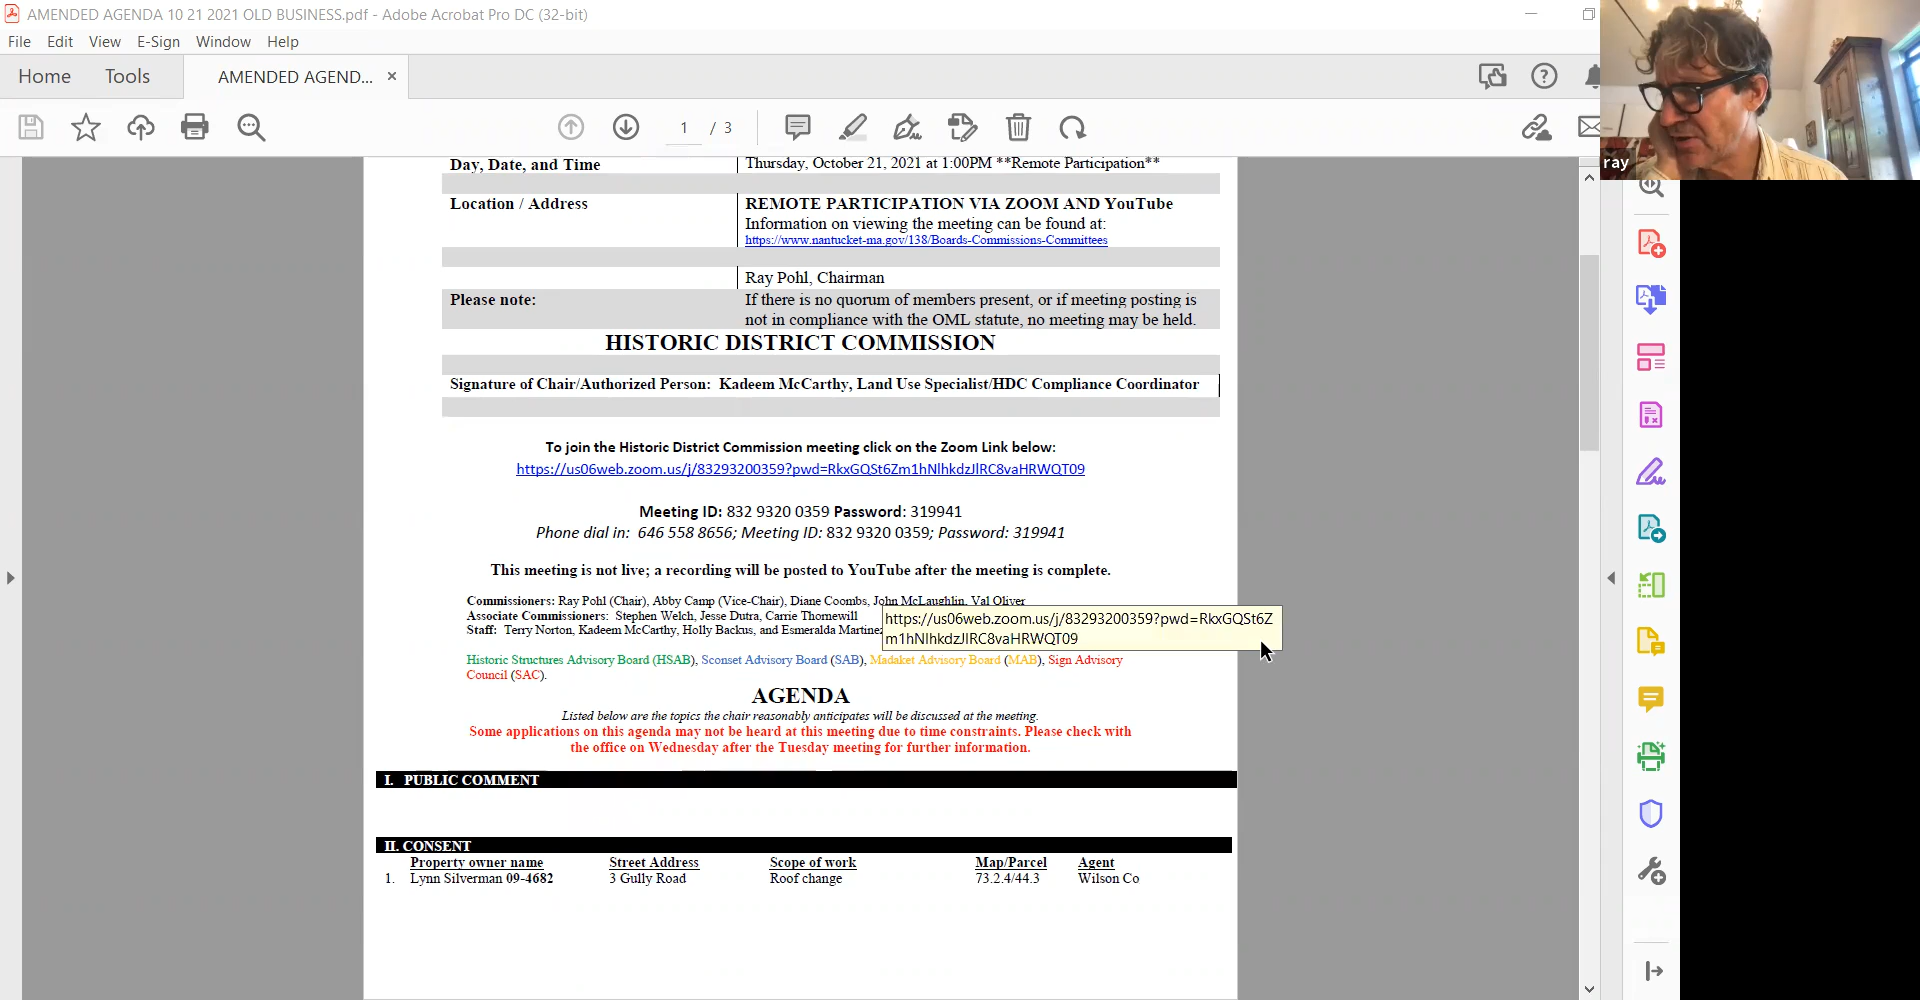 AMENDED AGENDA 10 21 2021 OLD BUSINESS.pdf - Adobe Acrobat Pro DC (32-bit)
File Edit View E-Sign Window Help
Home Tools AMENDED AGEND... ×
1 / 3
ray
Day, Date, and Time Thursday, October 21, 2021 at 1:00PM **Remote Participation**
Location / Address REMOTE PARTICIPATION VIA ZOOM AND YouTube
Information on viewing the meeting can be found at:
https://www.nantucket-ma.gov/138/Boards-Commissions-Committees
Ray Pohl, Chairman
Please note: If there is no quorum of members present, or if meeting posting is
not in compliance with the OML statute, no meeting may be held.
HISTORIC DISTRICT COMMISSION
Signature of Chair/Authorized Person: Kadeem McCarthy, Land Use Specialist/HDC Compliance Coordinator
To join the Historic District Commission meeting click on the Zoom Link below:
https://us06web.zoom.us/j/83293200359?pwd=RkxGQSt6Zm1hNlhkdzJlRC8vaHRWQT09
Meeting ID: 832 9320 0359 Password: 319941
Phone dial in: 646 558 8656; Meeting ID: 832 9320 0359; Password: 319941
This meeting is not live; a recording will be posted to YouTube after the meeting is complete.
Commissioners: Ray Pohl (Chair), Abby Camp (Vice-Chair), Diane Coombs, John McLaughlin, Val Oliver
Associate Commissioners: Stephen Welch, Jesse Dutra, Carrie Thornewill
Staff: Terry Norton, Kadeem McCarthy, Holly Backus, and Esmeralda Martinez
https://us06web.zoom.us/j/83293200359?pwd=RkxGQSt6Z
m1hNlhkdzJlRC8vaHRWQT09
Historic Structures Advisory Board (HSAB), Sconset Advisory Board (SAB), Madaket Advisory Board (MAB), Sign Advisory
Council (SAC).
AGENDA
Listed below are the topics the chair reasonably anticipates will be discussed at the meeting.
Some applications on this agenda may not be heard at this meeting due to time constraints. Please check with
the office on Wednesday after the Tuesday meeting for further information.
I. PUBLIC COMMENT
II. CONSENT
Property owner name Street Address Scope of work Map/Parcel Agent
1. Lynn Silverman 09-4682 3 Gully Road Roof change 73.2.4/44.3 Wilson Co